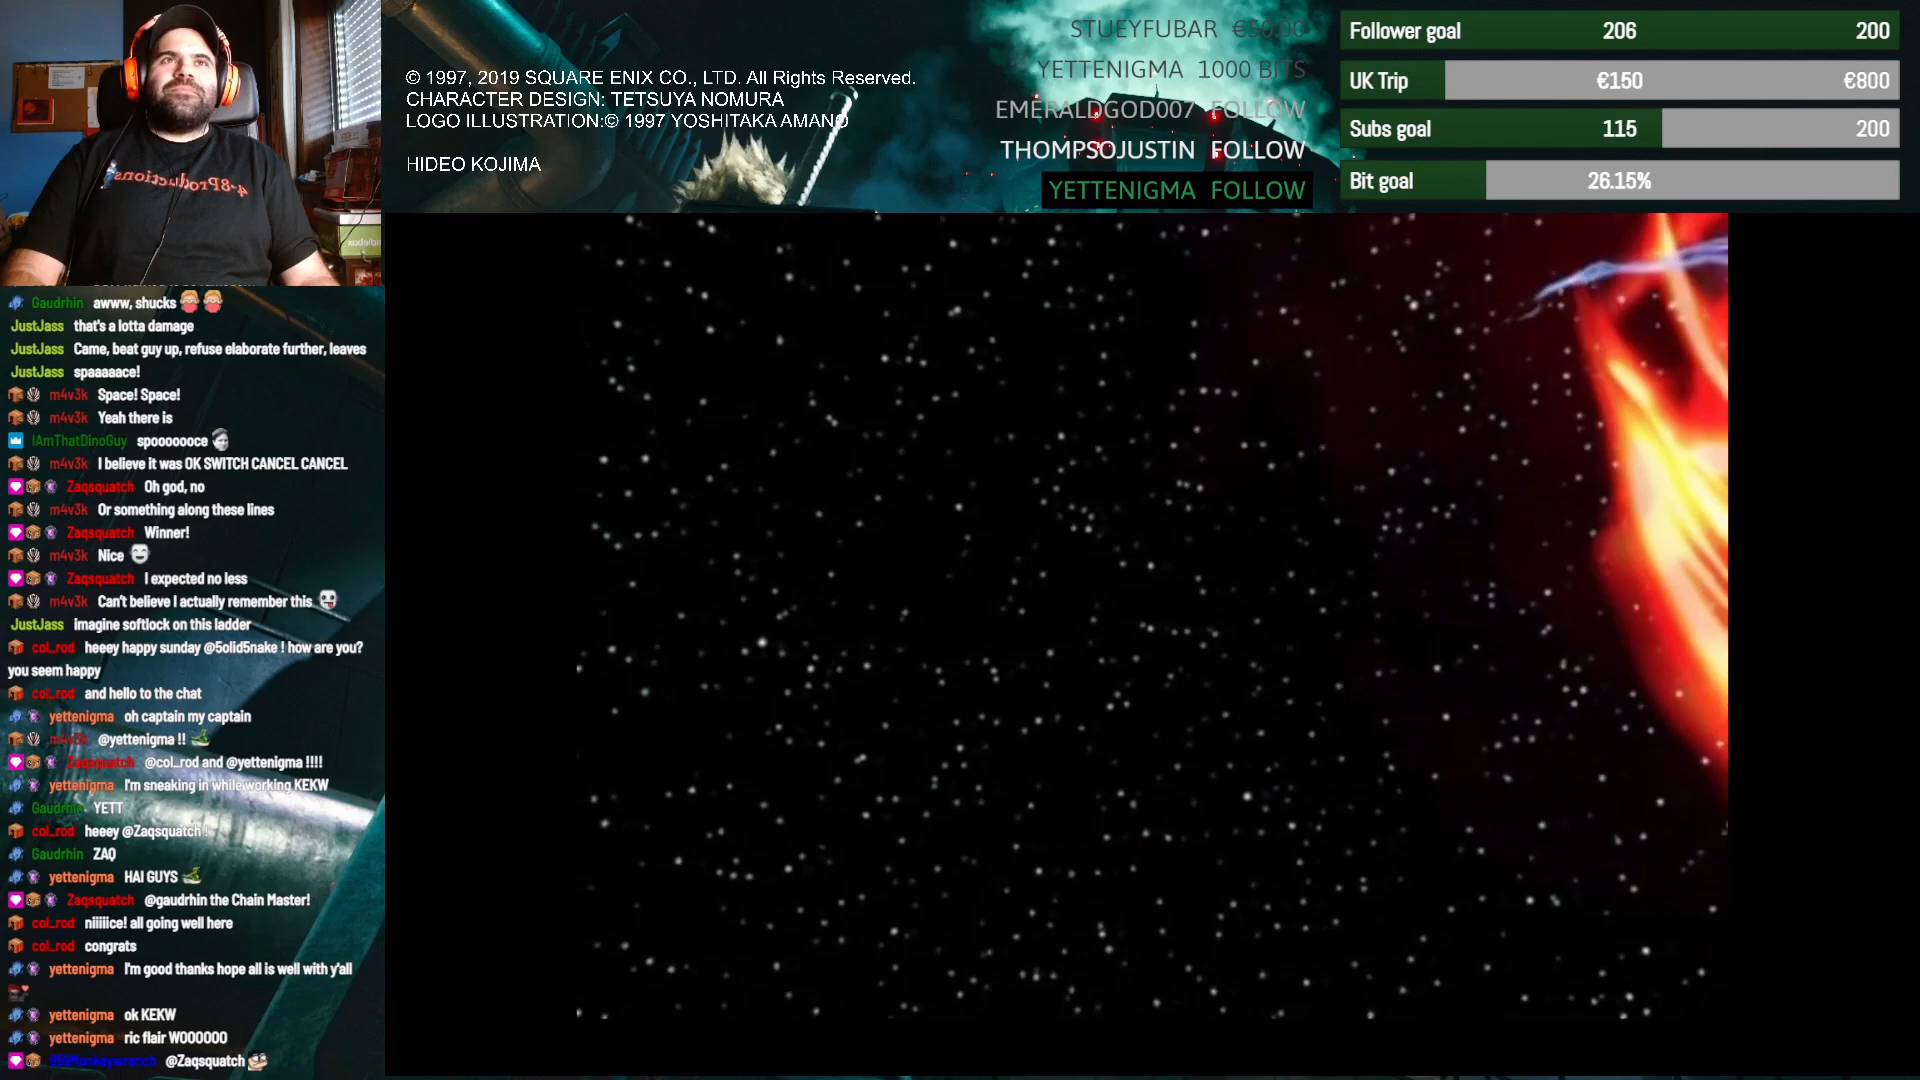 © 1997, 2019 SQUARE ENIX CO., LTD. All Rights Reserved.
CHARACTER DESIGN: TETSUYA NOMURA
LOGO ILLUSTRATION:© 1997 YOSHITAKA AMANO
HIDEO KOJIMA
STUEYFUBAR €50.00
YETTENIGMA 1000 BITS
EMERALDGOD007 FOLLOW
THOMPSOJUSTIN FOLLOW
YETTENIGMA FOLLOW
Follower goal 206 200
UK Trip €150 €800
Subs goal 115 200
Bit goal 26.15%
4-8Productions
Gaudrhin awww, shucks
JustJass that's a lotta damage
JustJass Came, beat guy up, refuse elaborate further, leaves
JustJass spaaaaace!
m4v3k Space! Space!
m4v3k Yeah there is
IAmThatDinoGuy spooooooce
m4v3k I believe it was OK SWITCH CANCEL CANCEL
Zaqsquatch Oh god, no
m4v3k Or something along these lines
Zaqsquatch Winner!
m4v3k Nice
Zaqsquatch I expected no less
m4v3k Can't believe I actually remember this
JustJass imagine softlock on this ladder
col_rod heeey happy sunday @5olid5nake ! how are you?
you seem happy
col_rod and hello to the chat
yettenigma oh captain my captain
m4v3k @yettenigma !!
Zaqsquatch @col_rod and @yettenigma !!!!
yettenigma I'm sneaking in while working KEKW
Gaudrhin YETT
col_rod heeey @Zaqsquatch !
Gaudrhin ZAQ
yettenigma HAI GUYS
Zaqsquatch @gaudrhin the Chain Master!
col_rod niiiiice! all going well here
col_rod congrats
yettenigma I'm good thanks hope all is well with y'all
yettenigma ok KEKW
yettenigma ric flair WOOOOOO
@Zaqsquatch